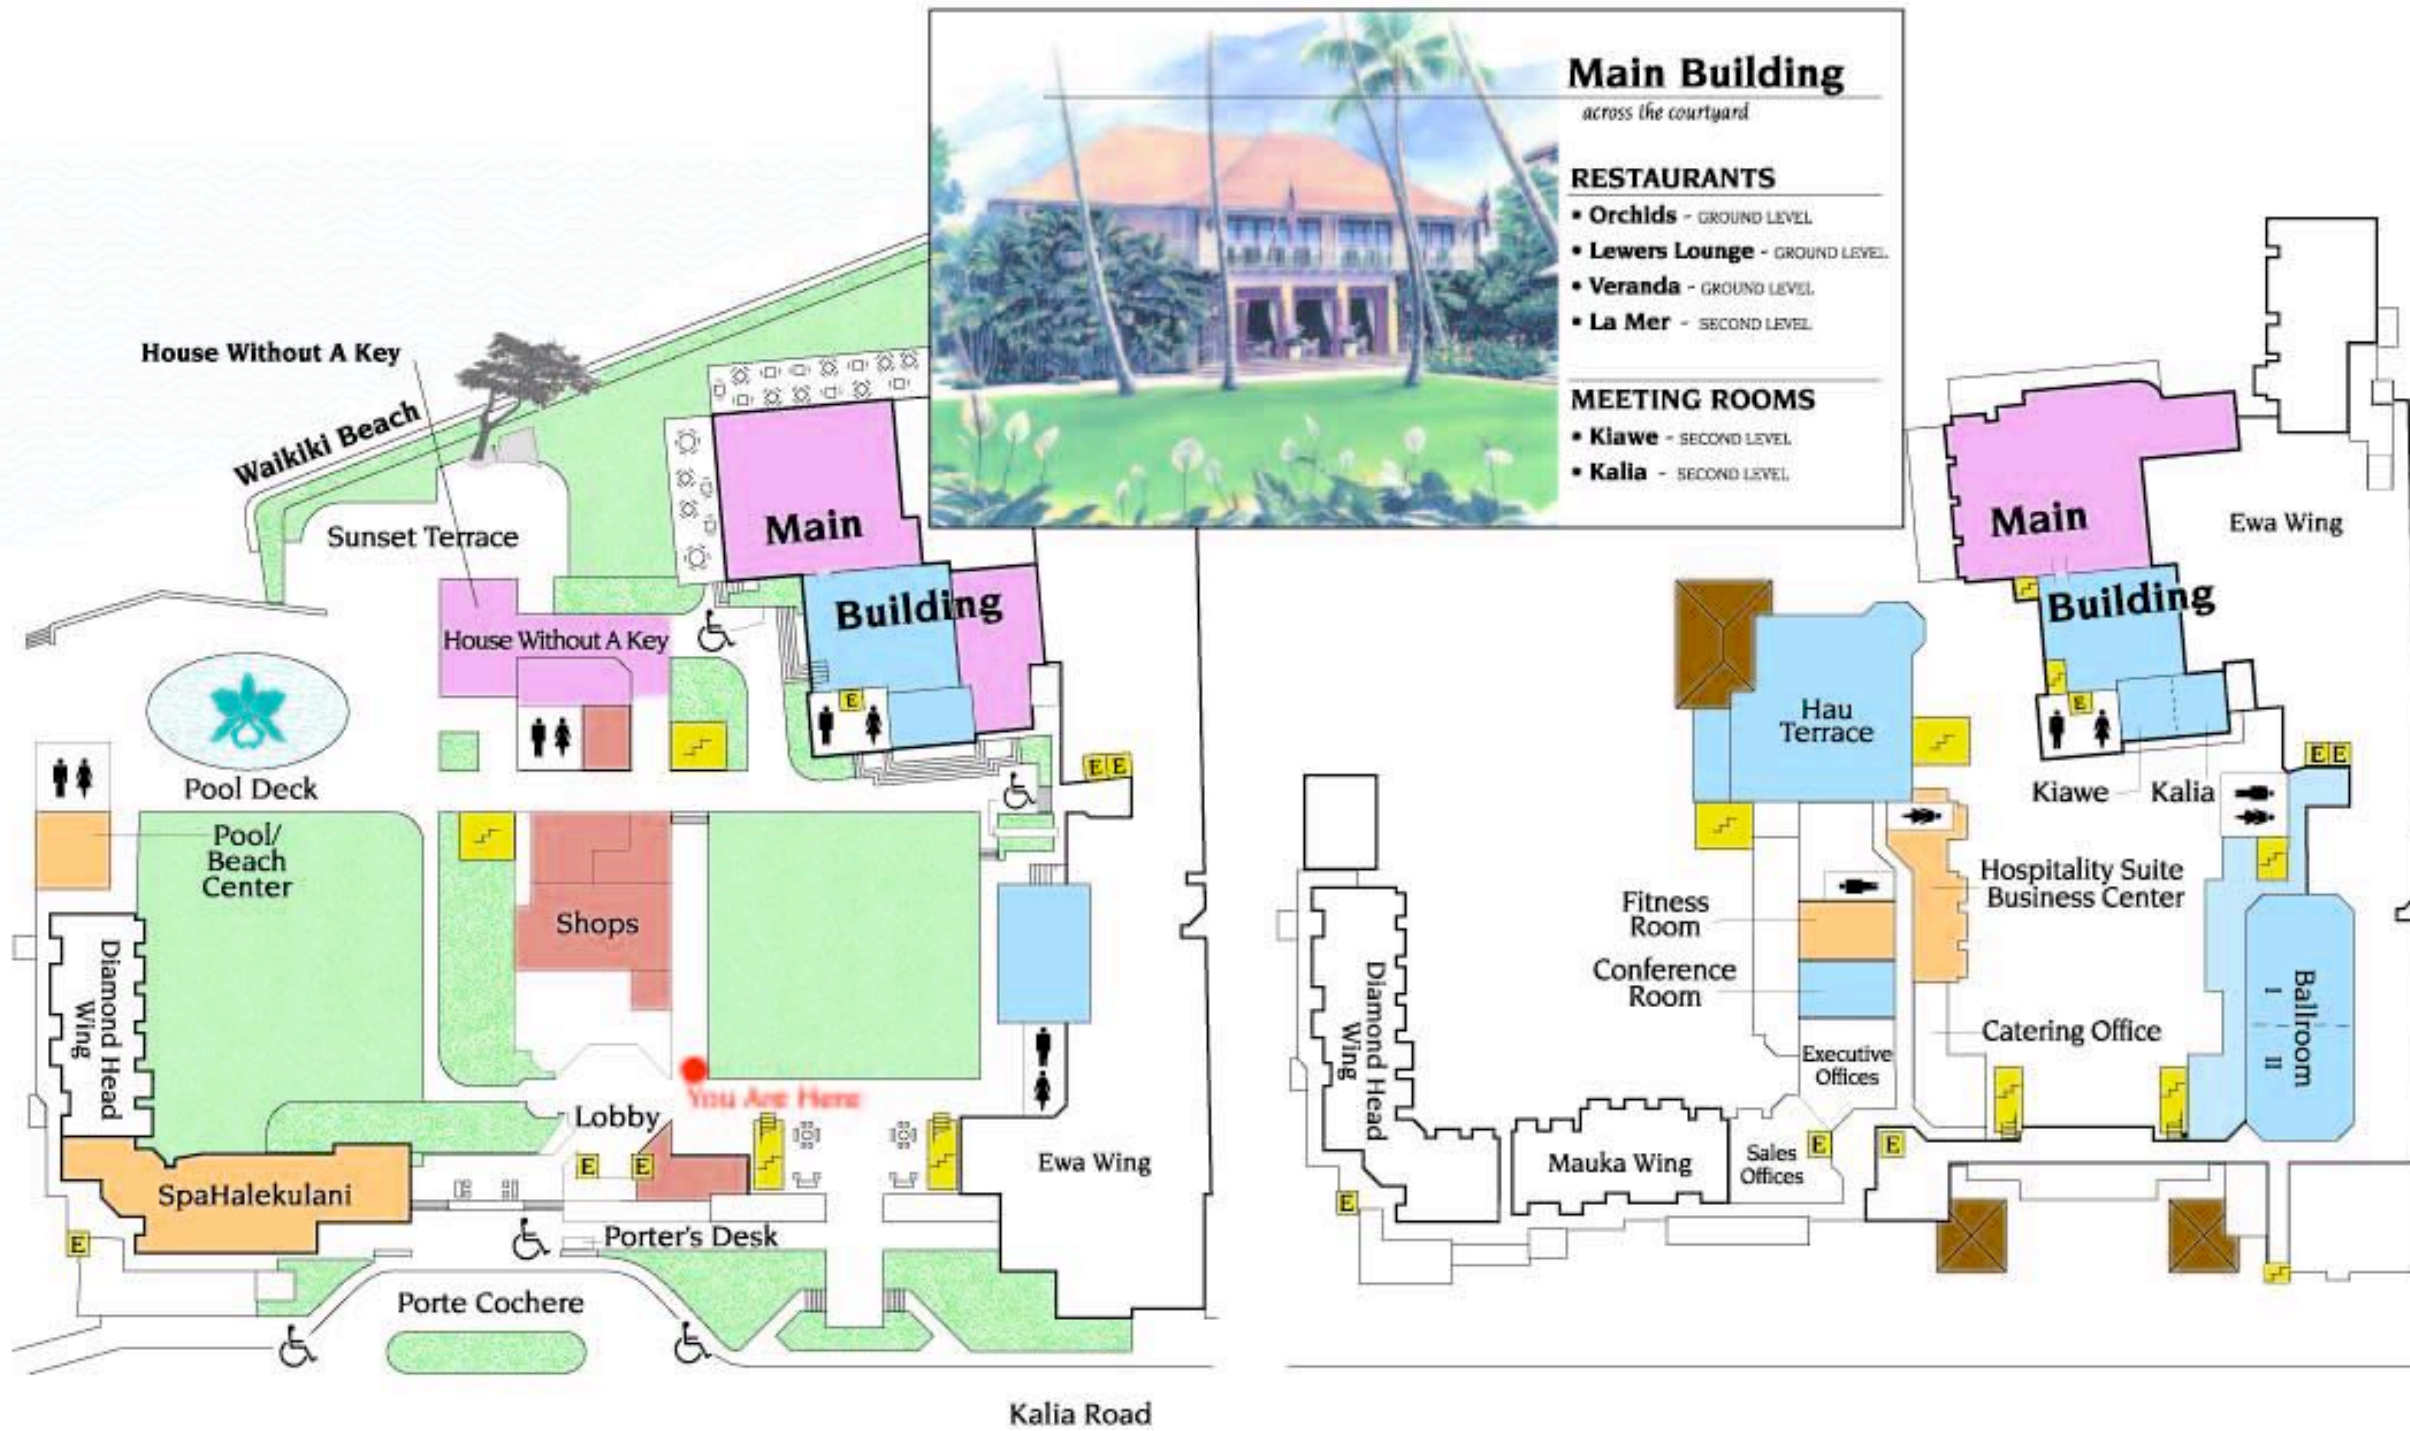 Main Building
across the courtyard
RESTAURANTS
• Orchids - GROUND LEVEL
• Lewers Lounge - GROUND LEVEL
• Veranda - GROUND LEVEL
• La Mer - SECOND LEVEL
MEETING ROOMS
• Kiawe - SECOND LEVEL
• Kalia - SECOND LEVEL
House Without A Key
Waikiki Beach
Sunset Terrace
Main
Building
House Without A Key
E
Pool Deck
E E
Pool/
Beach
Center
Shops
Diamond Head
Wing
You Are Here
Lobby
E
E
Ewa Wing
SpaHalekulani
Porter's Desk
E
Porte Cochere
Kalia Road
Main
Ewa Wing
Building
Hau
Terrace
E
E E
Kiawe
Kalia
Hospitality Suite
Business Center
Fitness
Room
Conference
Room
Ballroom
I
II
Diamond Head
Wing
Catering Office
Executive
Offices
Mauka Wing
Sales
Offices
E
E
E